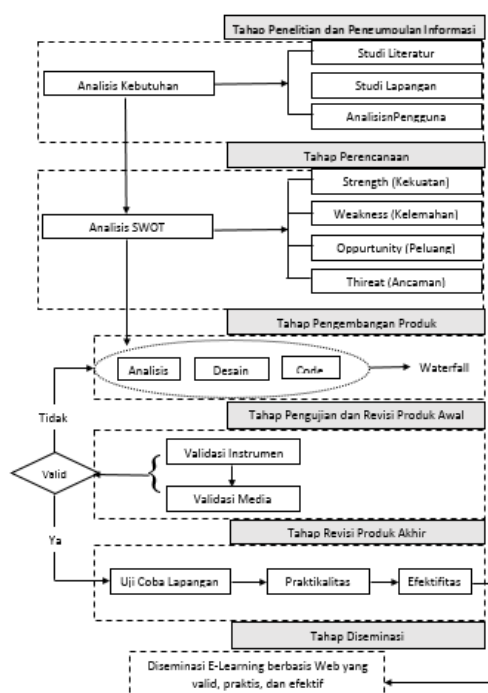 Tahap Penelitian dan Pengumpulan Informasi
Studi Literatur
Analisis Kebutuhan
Studi Lapangan
AnalisisnPengguna
Tahap Perencanaan
Strength (Kekuatan)
Weakness (Kelemahan)
Analisis SWOT
Oppurtunity (Peluang)
Thireat (Ancaman)
Tahap Pengembangan Produk
Analisis
Desain
Code
Waterfall
Tahap Pengujian dan Revisi Produk Awal
Tidak
Validasi Instrumen
Valid
Validasi Media
Tahap Revisi Produk Akhir
Ya
Uji Coba Lapangan
Praktikalitas
Efektifitas
Tahap Diseminasi
Diseminasi E-Learning berbasis Web yang
valid, praktis, dan efektif